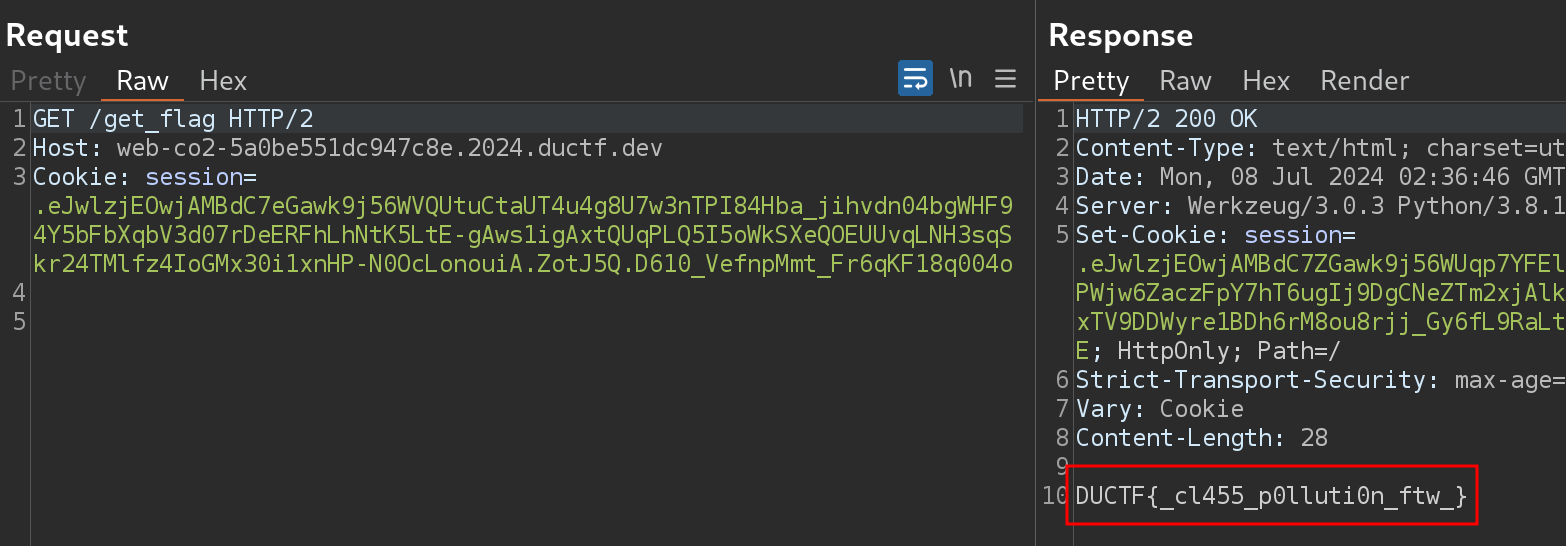 Request
Pretty Raw Hex
\n
1 GET /get_flag HTTP/2
2 Host: web-co2-5a0be551dc947c8e.2024.ductf.dev
3 Cookie: session=
.eJwlzjEOwjAMBdC7eGawk9j56WVQUtuCtaUT4u4g8U7w3nTPI84Hba_jihvdn04bgWHF9
4Y5bFbXqbV3d07rDeERFhLhNtK5LtE-gAws1igAxtQUqPLQ5I5oWkSXeQOEUUvqLNH3sqS
kr24TMlfz4IoGMx30i1xnHP-N0OcLonouiA.ZotJ5Q.D610_VefnpMmt_Fr6qKF18q004o
4
5
Response
Pretty Raw Hex Render
1 HTTP/2 200 OK
2 Content-Type: text/html; charset=ut
3 Date: Mon, 08 Jul 2024 02:36:46 GMT
4 Server: Werkzeug/3.0.3 Python/3.8.1
5 Set-Cookie: session=
.eJwlzjEOwjAMBdC7ZGawk9j56WUqp7YFEl
PWjw6ZaczFpY7hT6ugIj9DgCNeZTm2xjAlk
xTV9DDWyre1BDh6rM8ou8rjj_Gy6fL9RaLt
E; HttpOnly; Path=/
6 Strict-Transport-Security: max-age=
7 Vary: Cookie
8 Content-Length: 28
9
10 DUCTF{_cl455_p0lluti0n_ftw_}